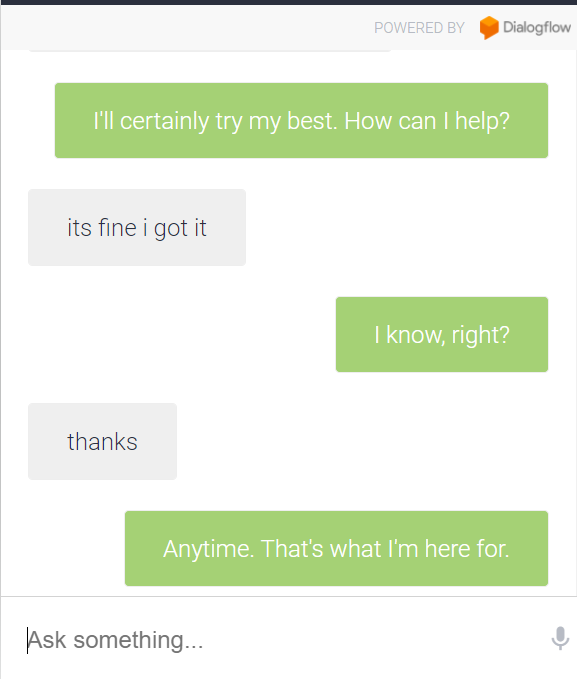 POWERED BY Dialogflow
I'll certainly try my best. How can I help?
its fine i got it
I know, right?
thanks
Anytime. That's what I'm here for.
Ask something...